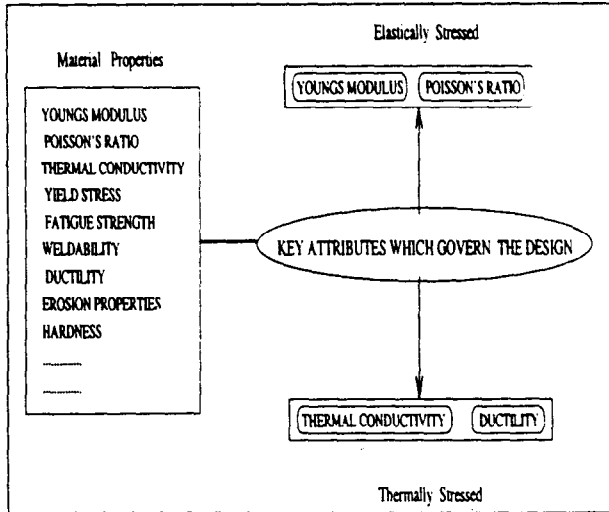 Elastically Stressed
Material Properties
YOUNGS MODULUS POISSON'S RATIO
YOUNGS MODULUS
POISSON'S RATIO
THERMAL CONDUCTIVITY
YIELD STRESS
FATIGUE STRENGTH
WELDABILITY
DUCTILITY
EROSION PROPERTIES
HARDNESS
KEY ATTRIBUTES WHICH GOVERN THE DESIGN
THERMAL CONDUCTIVITY DUCTILITY
Thermally Stressed